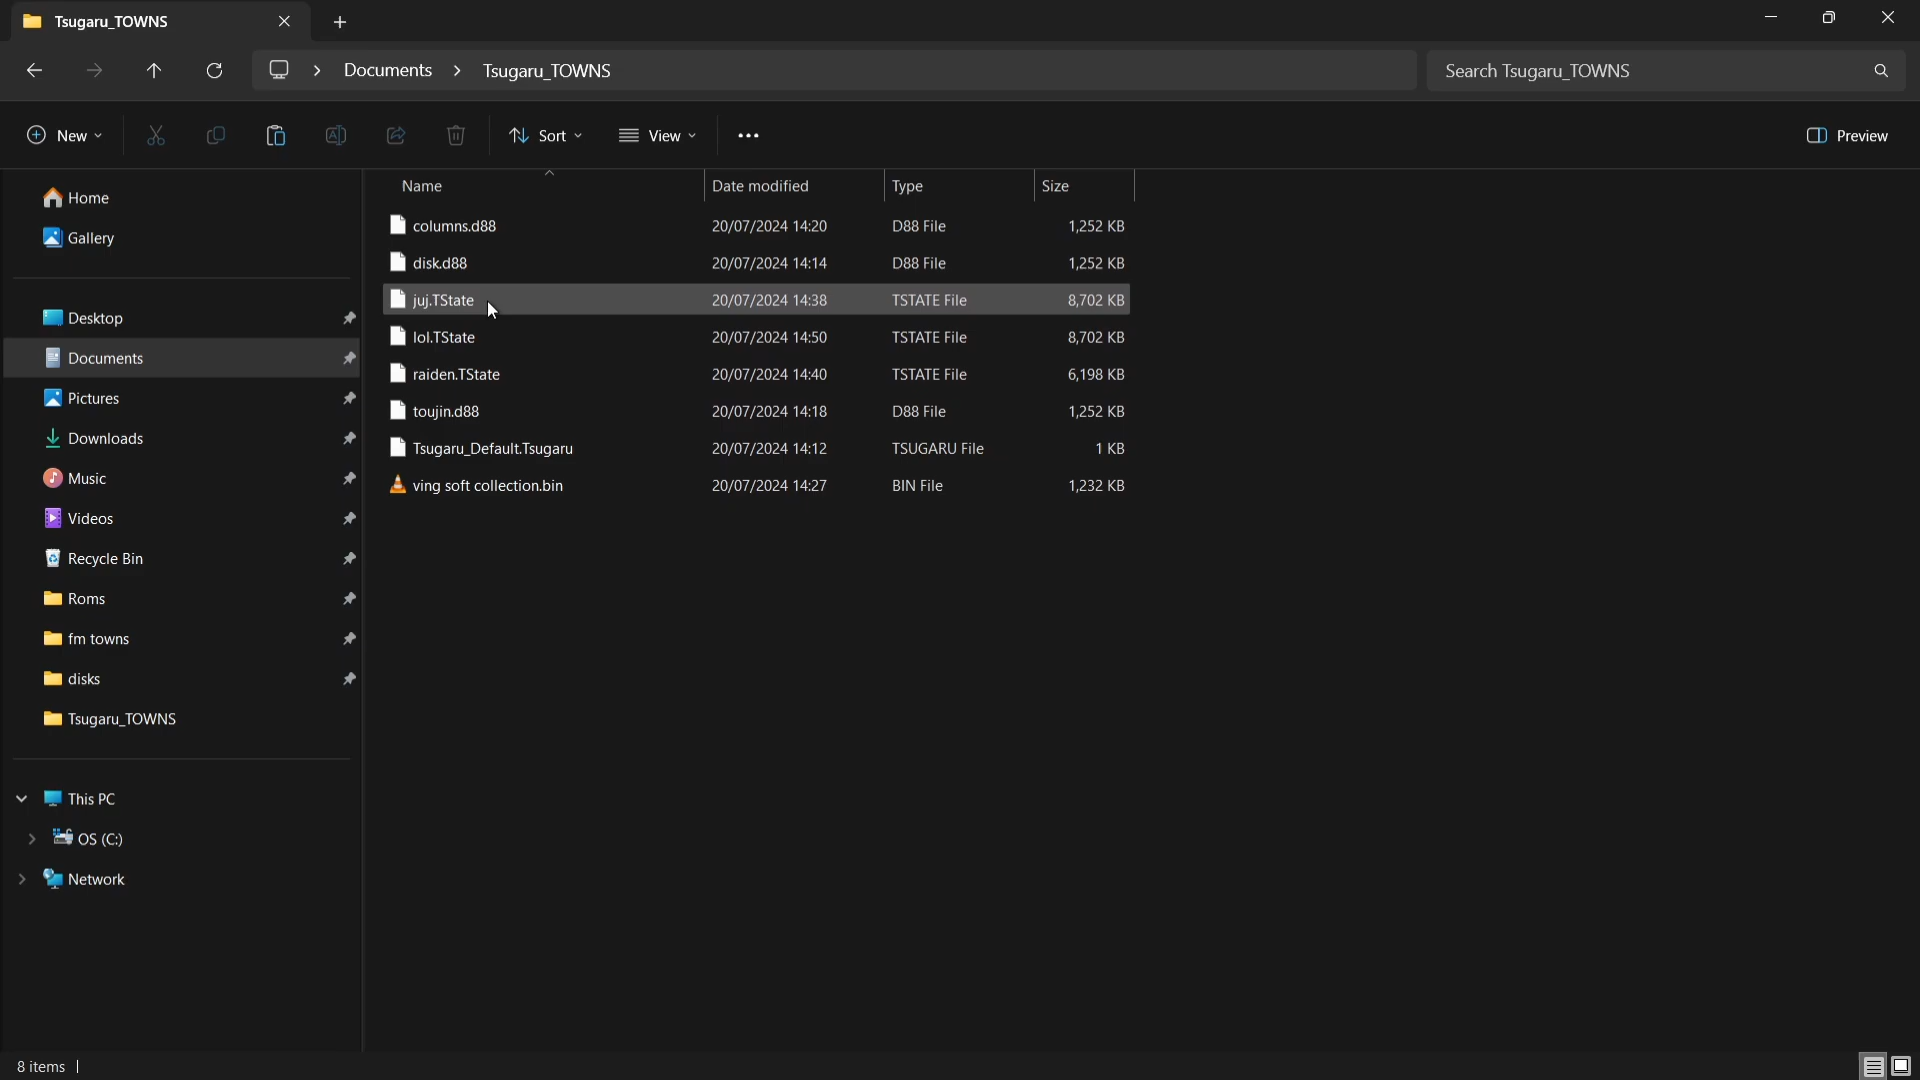 Tsugaru_TOWNS
Documents > Tsugaru_TOWNS
Search Tsugaru_TOWNS
New
Sort
View
Preview
Home
Gallery
Desktop
Documents
Pictures
Downloads
Music
Videos
Recycle Bin
Roms
fm towns
disks
Tsugaru_TOWNS
This PC
OS (C:)
Network
Name Date modified Type Size
columns.d88 20/07/2024 14:20 D88 File 1,252 KB
disk.d88 20/07/2024 14:14 D88 File 1,252 KB
juj.TState 20/07/2024 14:38 TSTATE File 8,702 KB
lol.TState 20/07/2024 14:50 TSTATE File 8,702 KB
raiden.TState 20/07/2024 14:40 TSTATE File 6,198 KB
toujin.d88 20/07/2024 14:18 D88 File 1,252 KB
Tsugaru_Default.Tsugaru 20/07/2024 14:12 TSUGARU File 1 KB
ving soft collection.bin 20/07/2024 14:27 BIN File 1,232 KB
8 items